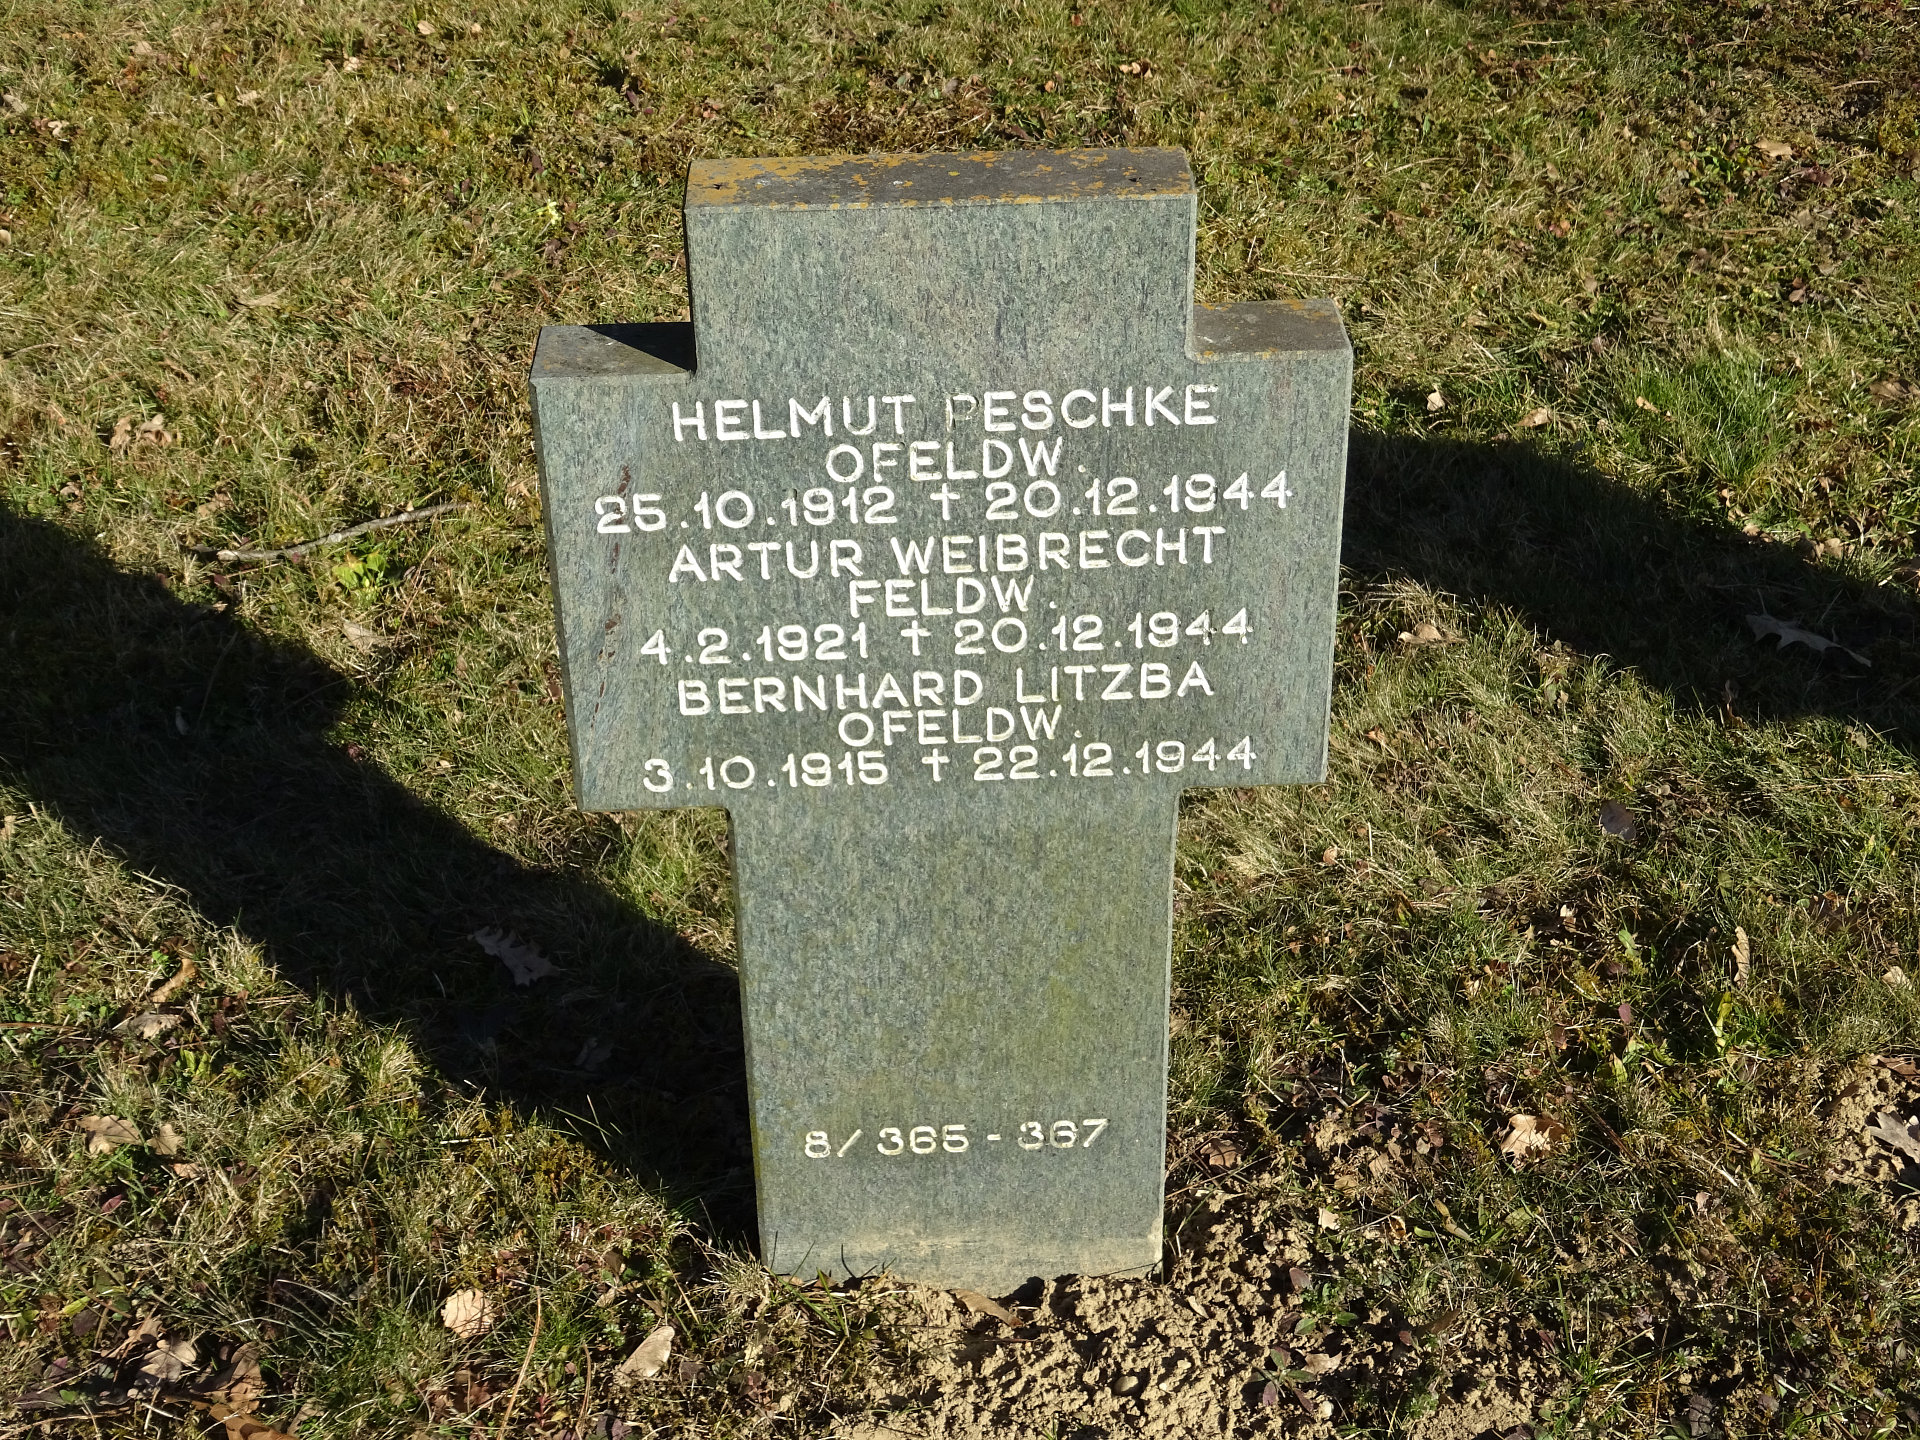 HELMUT PESCHKE
OFELDW.
25.10.1912 † 20.12.1944
ARTUR WEIBRECHT
FELDW.
4.2.1921 † 20.12.1944
BERNHARD LITZBA
OFELDW.
3.10.1915 † 22.12.1944
8/365-367